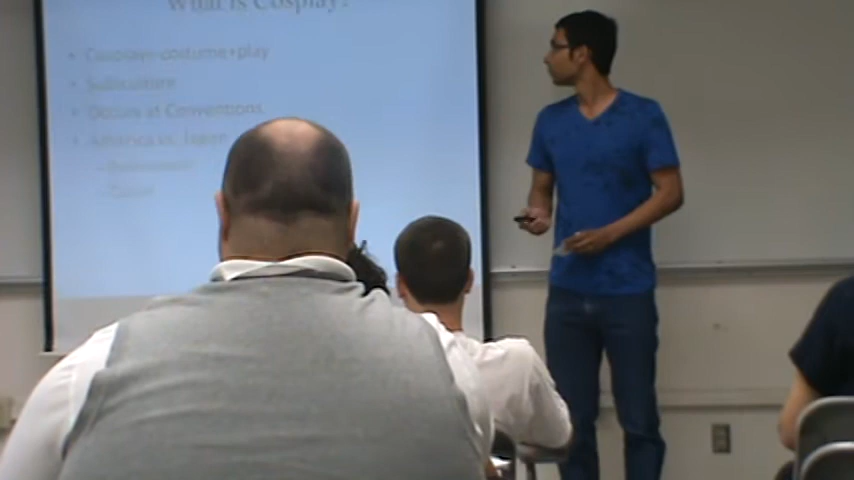 What is Cosplay?
• Cosplay=costume+play
• Subculture
• Occurs at Conventions
• America vs. Japan